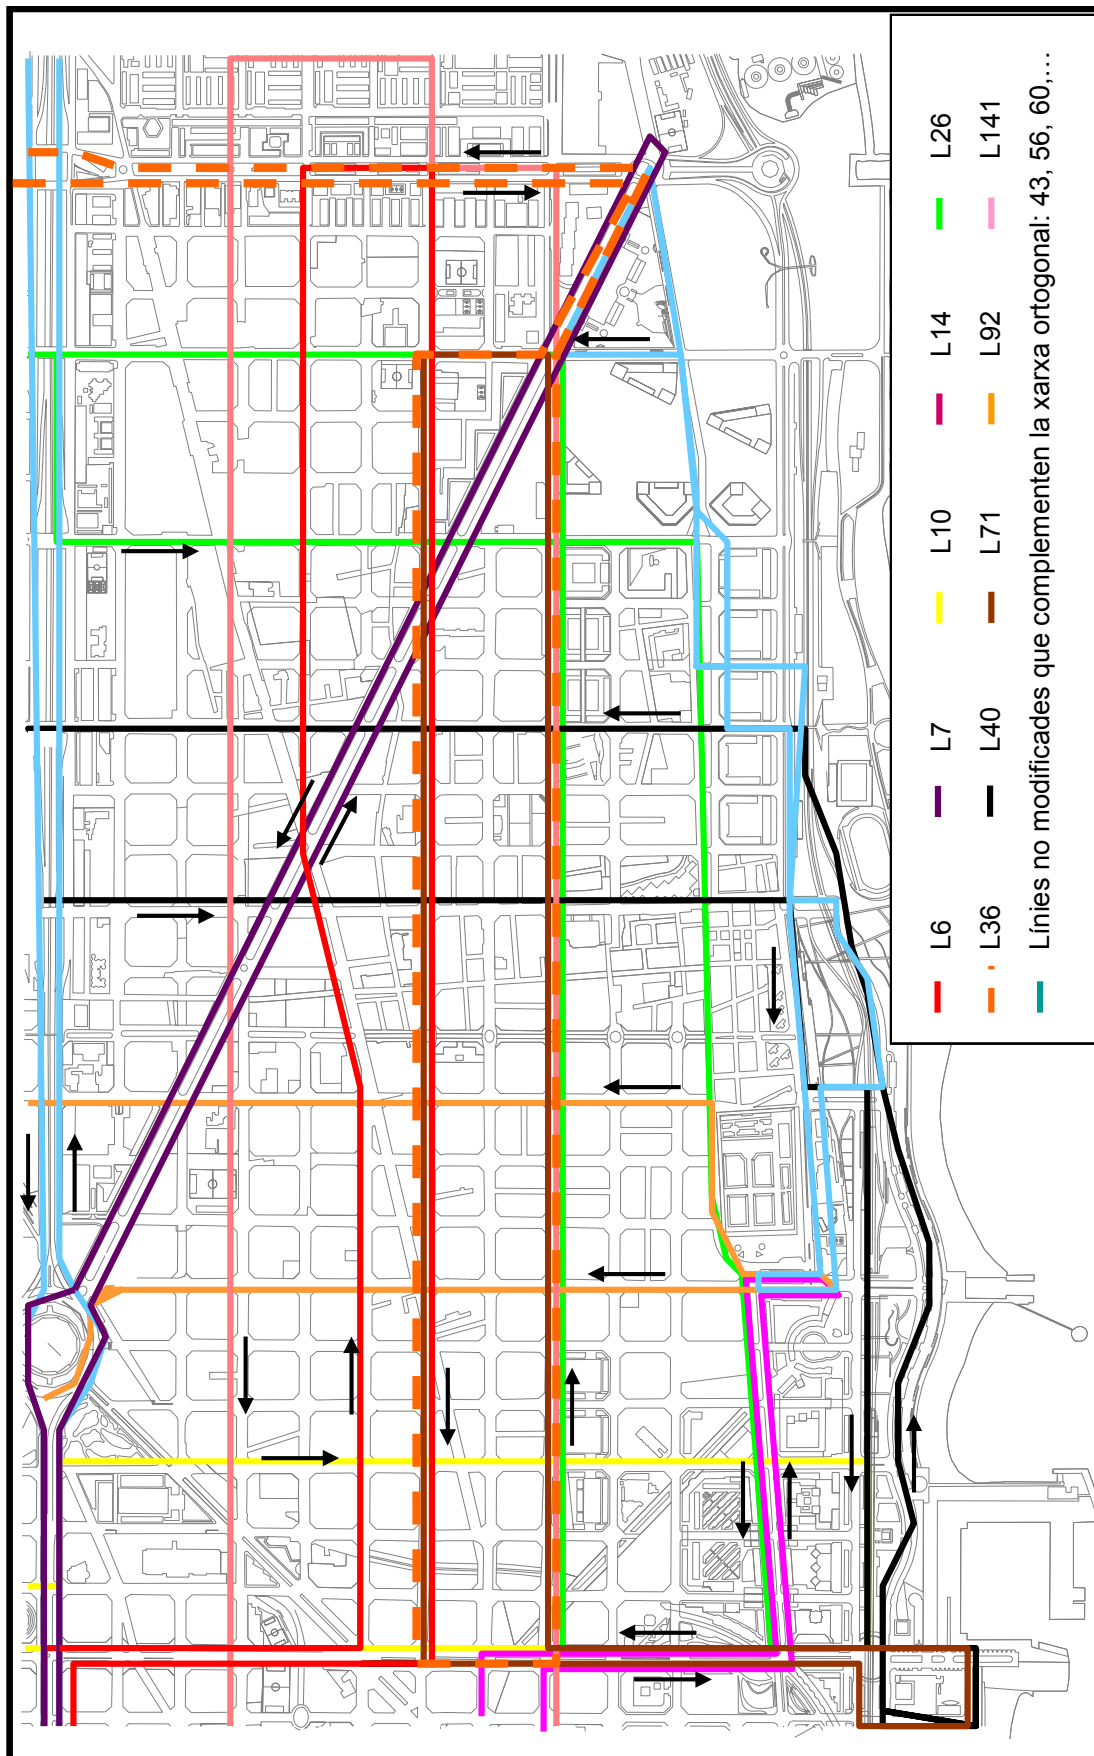 L6 L7 L10 L14 L26
L36 L40 L71 L92 L141
Línies no modificades que complementen la xarxa ortogonal: 43, 56, 60,…